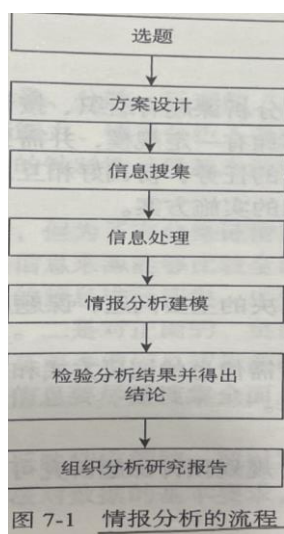 选题
方案设计
信息搜集
信息处理
情报分析建模
检验分析结果并得出
结论
组织分析研究报告
图 7-1 情报分析的流程